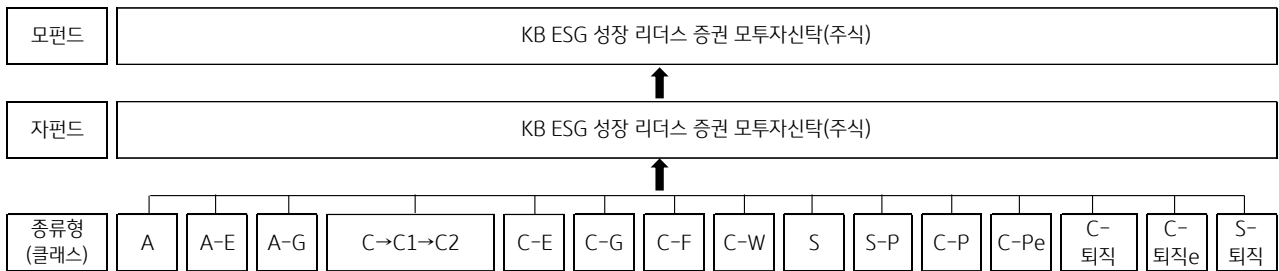 모펀드
KB ESG 성장 리더스 증권 모투자신탁(주식)
자펀드
KB ESG 성장 리더스 증권 모투자신탁(주식)
종류형
(클래스)
A
A-E
A-G
C→C1→C2
C-E
C-G
C-F
C-W
S
S-P
C-P
C-Pe
C-
퇴직
C-
퇴직e
S-
퇴직